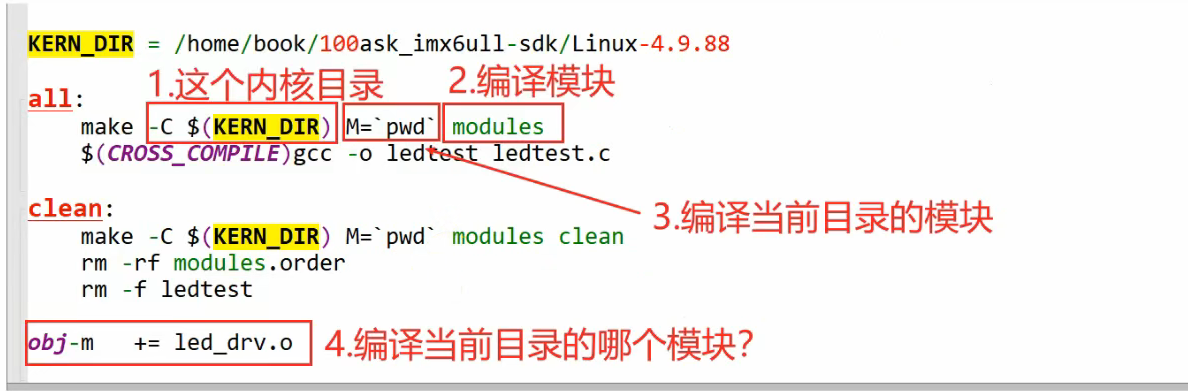 KERN_DIR = /home/book/100ask_imx6ull-sdk/Linux-4.9.88
1.这个内核目录 2.编译模块
all:
make -C $(KERN_DIR) M=`pwd` modules
$(CROSS_COMPILE)gcc -o ledtest ledtest.c
3.编译当前目录的模块
clean:
make -C $(KERN_DIR) M=`pwd` modules clean
rm -rf modules.order
rm -f ledtest
obj-m += led_drv.o 4.编译当前目录的哪个模块?